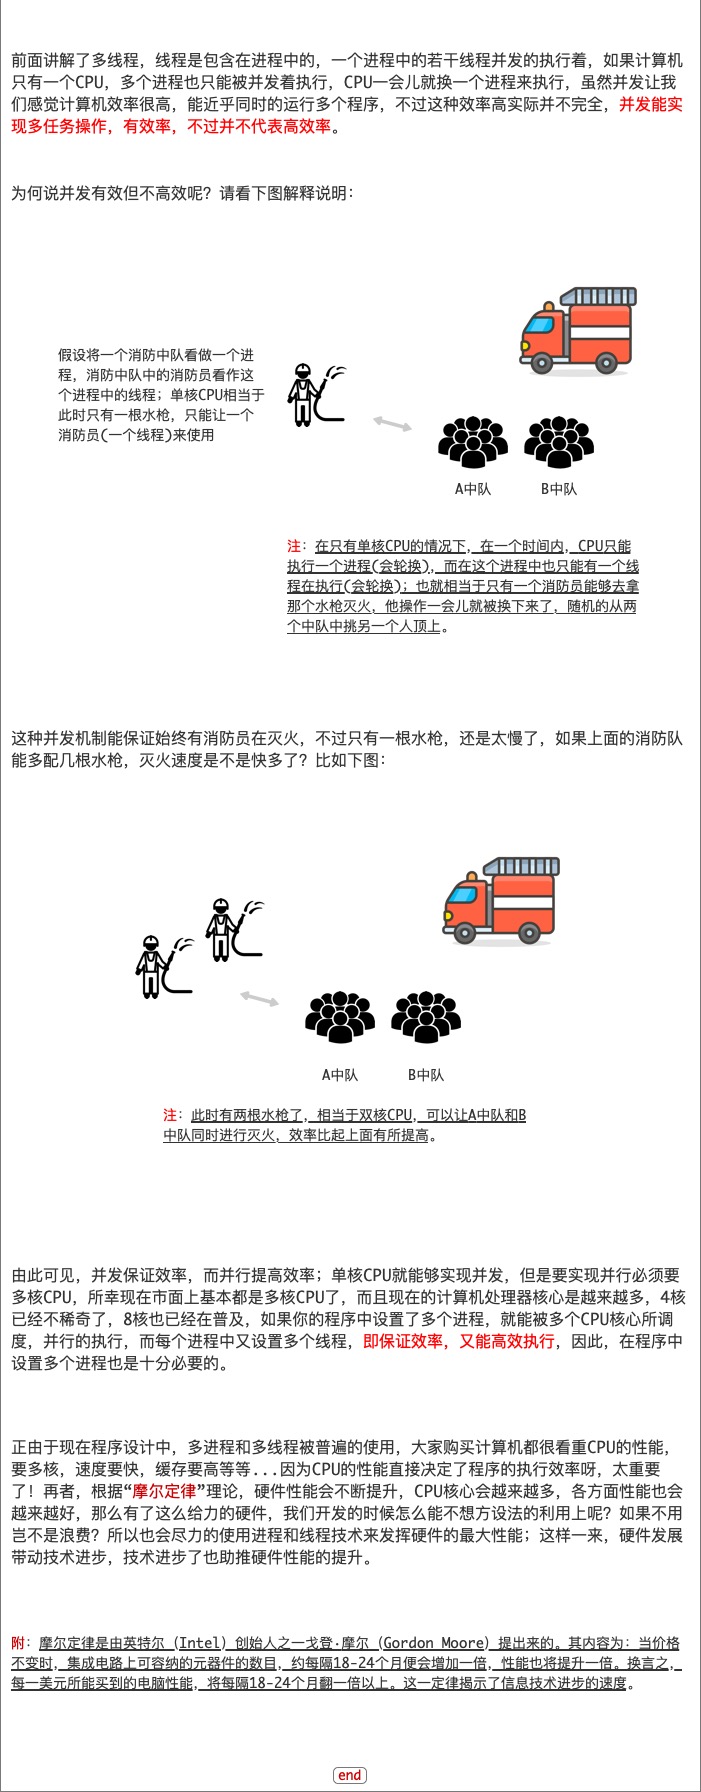 前面讲解了多线程，线程是包含在进程中的，一个进程中的若干线程并发的执行着，如果计算机
只有一个CPU，多个进程也只能被并发着执行，CPU一会儿就换一个进程来执行，虽然并发让我
们感觉计算机效率很高，能近乎同时的运行多个程序，不过这种效率高实际并不完全，并发能实
现多任务操作，有效率，不过并不代表高效率。
为何说并发有效但不高效呢？请看下图解释说明：
假设将一个消防中队看做一个进
程，消防中队中的消防员看作这
个进程中的线程；单核CPU相当于
此时只有一根水枪，只能让一个
消防员(一个线程)来使用
A中队 B中队
注：在只有单核CPU的情况下，在一个时间内，CPU只能
执行一个进程(会轮换)，而在这个进程中也只能有一个线
程在执行(会轮换)；也就相当于只有一个消防员能够去拿
那个水枪灭火，他操作一会儿就被换下来了，随机的从两
个中队中挑另一个人顶上。
这种并发机制能保证始终有消防员在灭火，不过只有一根水枪，还是太慢了，如果上面的消防队
能多配几根水枪，灭火速度是不是快多了？比如下图：
A中队 B中队
注：此时有两根水枪了，相当于双核CPU，可以让A中队和B
中队同时进行灭火，效率比起上面有所提高。
由此可见，并发保证效率，而并行提高效率；单核CPU就能够实现并发，但是要实现并行必须要
多核CPU，所幸现在市面上基本都是多核CPU了，而且现在的计算机处理器核心是越来越多，4核
已经不稀奇了，8核也已经在普及，如果你的程序中设置了多个进程，就能被多个CPU核心所调
度，并行的执行，而每个进程中又设置多个线程，即保证效率，又能高效执行，因此，在程序中
设置多个进程也是十分必要的。
正由于现在程序设计中，多进程和多线程被普遍的使用，大家购买计算机都很看重CPU的性能，
要多核，速度要快，缓存要高等等...因为CPU的性能直接决定了程序的执行效率呀，太重要
了！再者，根据“摩尔定律”理论，硬件性能会不断提升，CPU核心会越来越多，各方面性能也会
越来越好，那么有了这么给力的硬件，我们开发的时候怎么能不想方设法的利用上呢？如果不用
岂不是浪费？所以也会尽力的使用进程和线程技术来发挥硬件的最大性能；这样一来，硬件发展
带动技术进步，技术进步了也助推硬件性能的提升。
附：摩尔定律是由英特尔（Intel）创始人之一戈登·摩尔（Gordon Moore）提出来的。其内容为：当价格
不变时，集成电路上可容纳的元器件的数目，约每隔18-24个月便会增加一倍，性能也将提升一倍。换言之，
每一美元所能买到的电脑性能，将每隔18-24个月翻一倍以上。这一定律揭示了信息技术进步的速度。
end